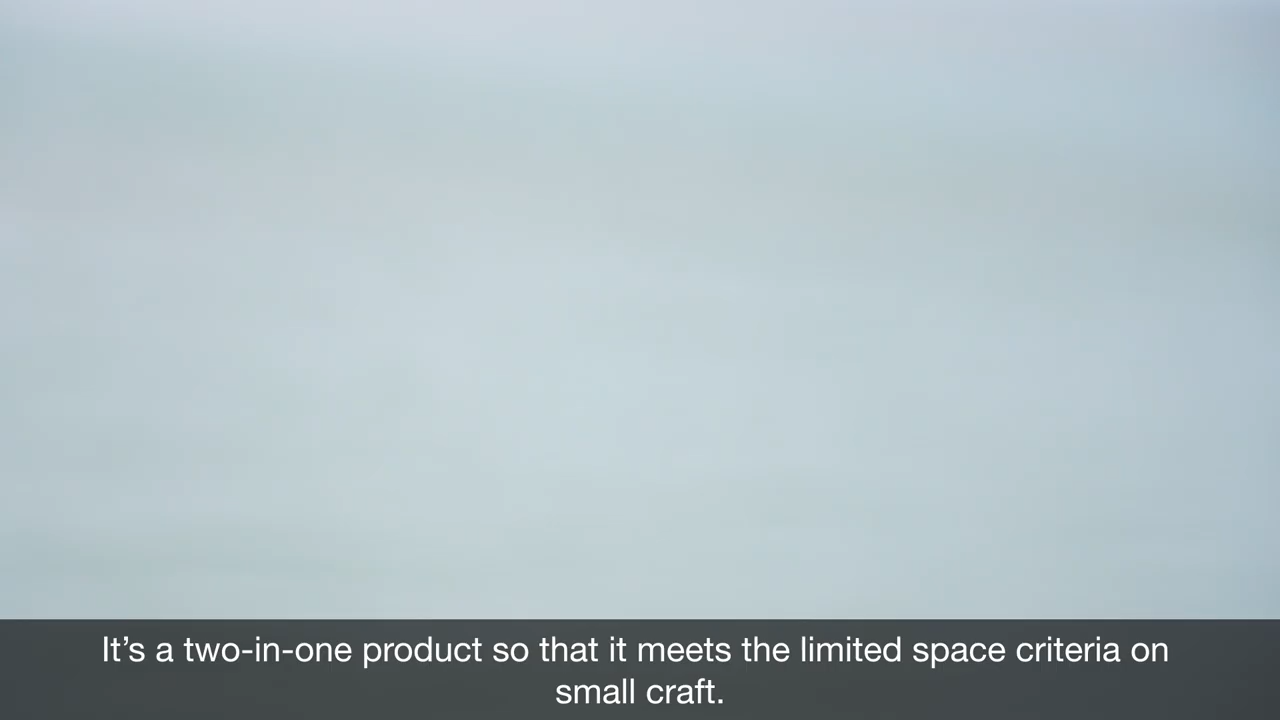 It’s a two-in-one product so that it meets the limited space criteria on
small craft.